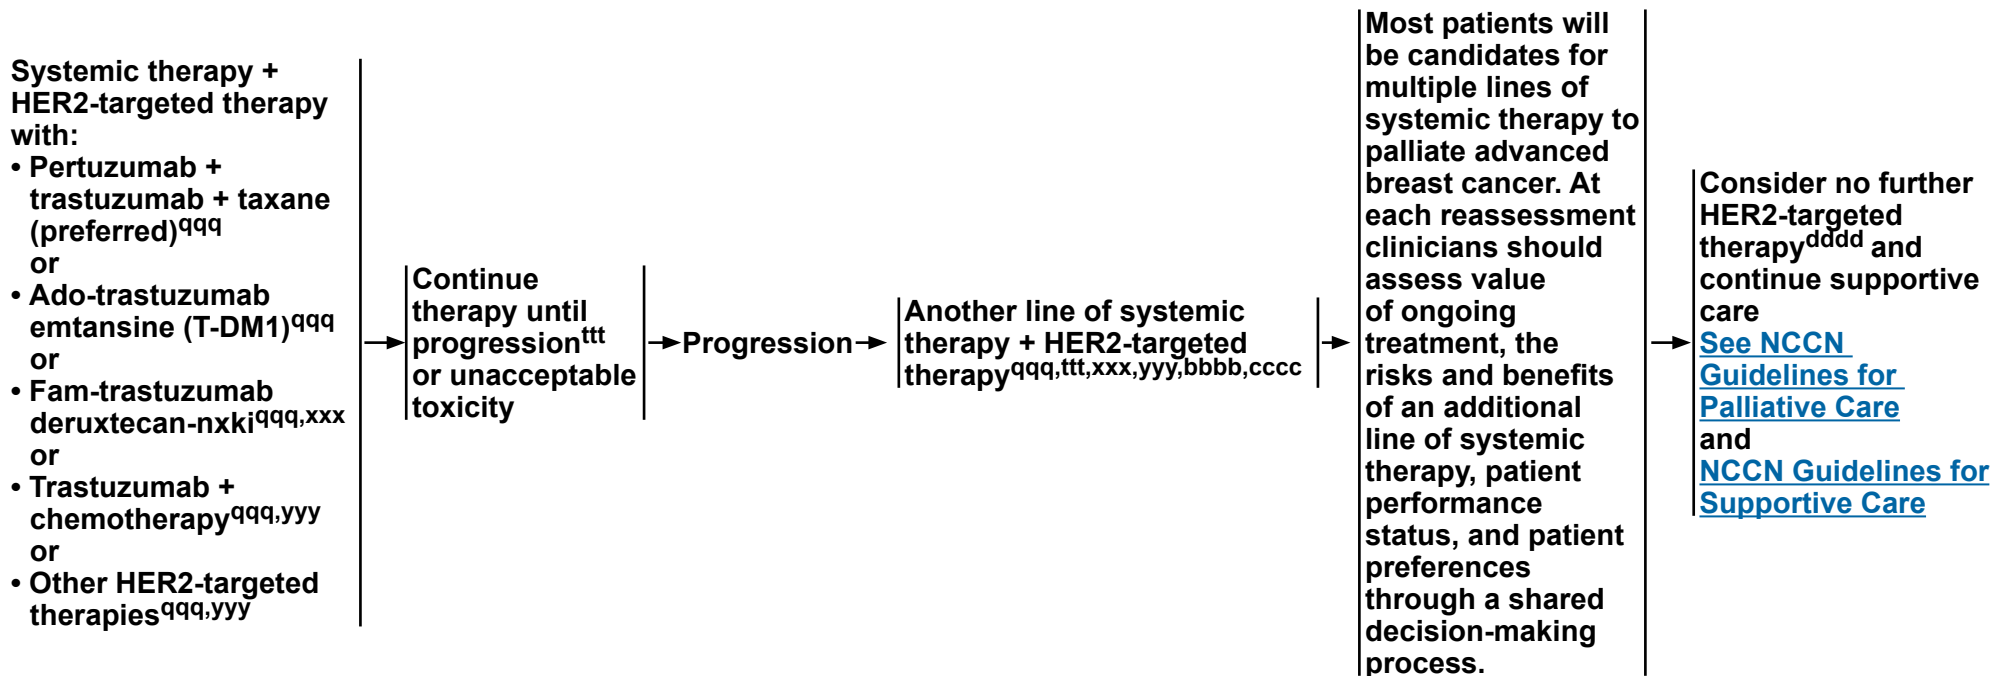 Systemic therapy +
HER2-targeted therapy
with:
• Pertuzumab +
trastuzumab + taxane
(preferred)qqq
or
• Ado-trastuzumab
emtansine (T-DM1)qqq
or
• Fam-trastuzumab
deruxtecan-nxkiqqq,xxx
or
• Trastuzumab +
chemotherapyqqq,yyy
or
• Other HER2-targeted
therapiesqqq,yyy
Continue
therapy until
progressionttt
or unacceptable
toxicity
Progression
Another line of systemic
therapy + HER2-targeted
therapyqqq,ttt,xxx,yyy,bbbb,cccc
Most patients will
be candidates for
multiple lines of
systemic therapy to
palliate advanced
breast cancer. At
each reassessment
clinicians should
assess value
of ongoing
treatment, the
risks and benefits
of an additional
line of systemic
therapy, patient
performance
status, and patient
preferences
through a shared
decision-making
process.
Consider no further
HER2-targeted
therapydddd and
continue supportive
care
See NCCN
Guidelines for
Palliative Care
and
NCCN Guidelines for
Supportive Care